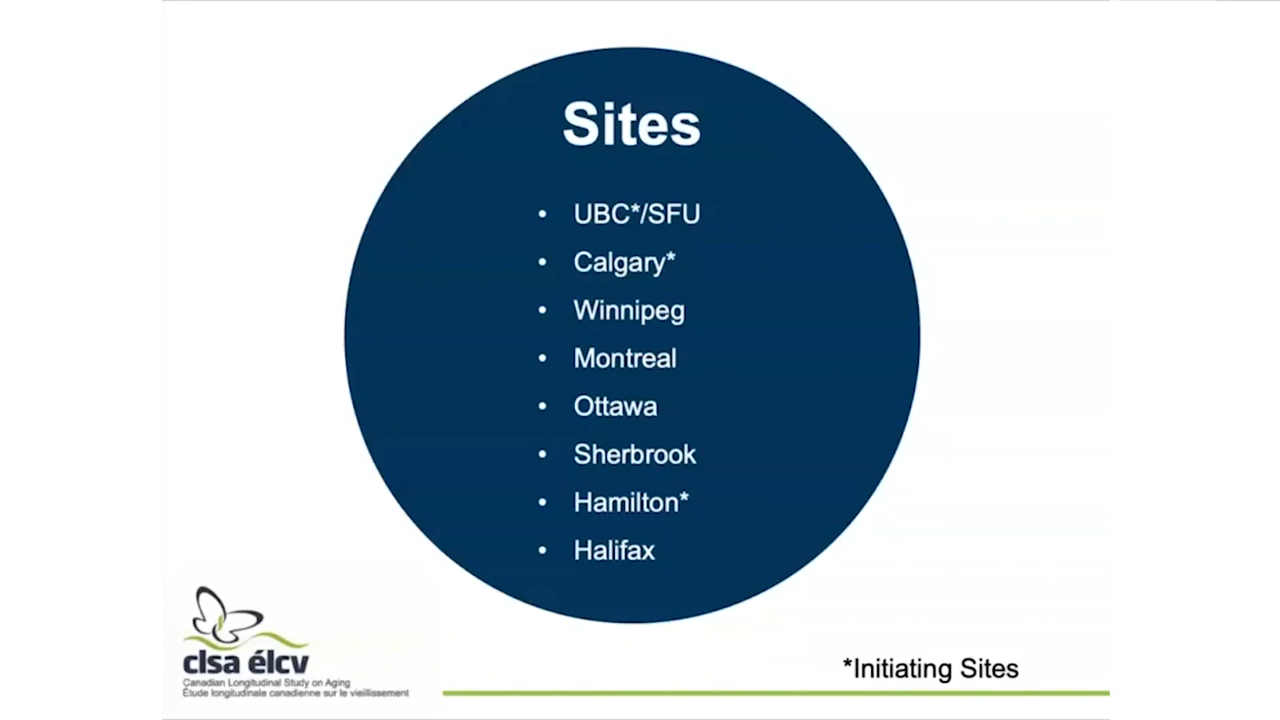 Sites
• UBC*/SFU
• Calgary*
• Winnipeg
• Montreal
• Ottawa
• Sherbrook
• Hamilton*
• Halifax
clsa élcv
Canadian Longitudinal Study on Aging
Étude longitudinale canadienne sur le vieillissement
*Initiating Sites